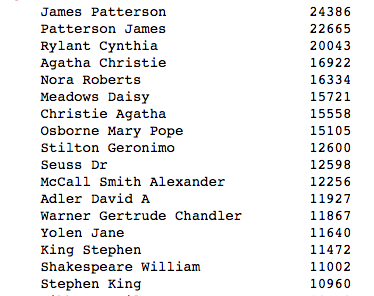 James Patterson 24386
Patterson James 22665
Rylant Cynthia 20043
Agatha Christie 16922
Nora Roberts 16334
Meadows Daisy 15721
Christie Agatha 15558
Osborne Mary Pope 15105
Stilton Geronimo 12600
Seuss Dr 12598
McCall Smith Alexander 12256
Adler David A 11927
Warner Gertrude Chandler 11867
Yolen Jane 11640
King Stephen 11472
Shakespeare William 11002
Stephen King 10960